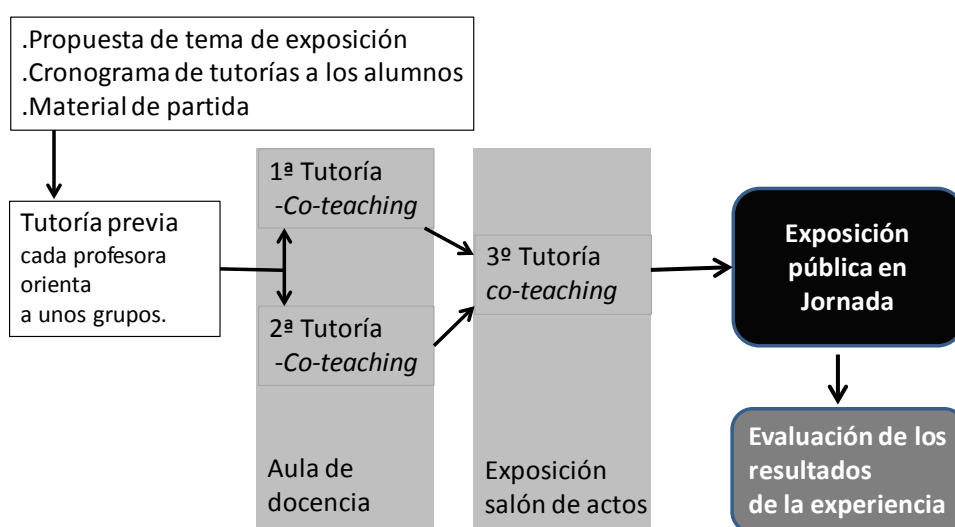 .Propuesta de tema de exposición
.Cronograma de tutorías a los alumnos
.Material de partida
Tutoría previa
cada profesora
orienta
a unos grupos.
1ª Tutoría
-Co-teaching
2ª Tutoría
-Co-teaching
Aula de
docencia
3º Tutoría
co-teaching
Exposición
salón de actos
Exposición
pública en
Jornada
Evaluación de los
resultados
de la experiencia